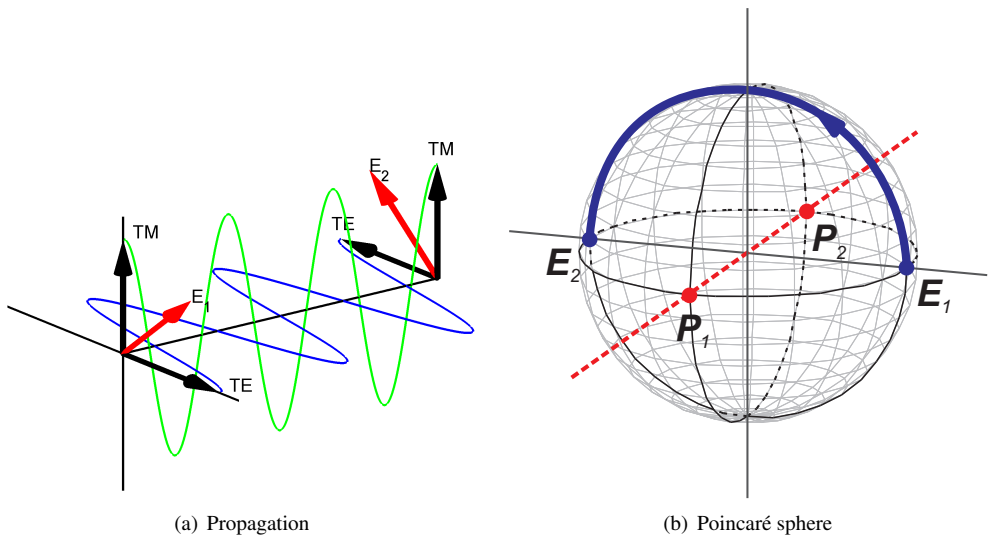 TM
E1
TE
TE
E2
TM
(a) Propagation
E2
P1
P2
E1
(b) Poincaré sphere